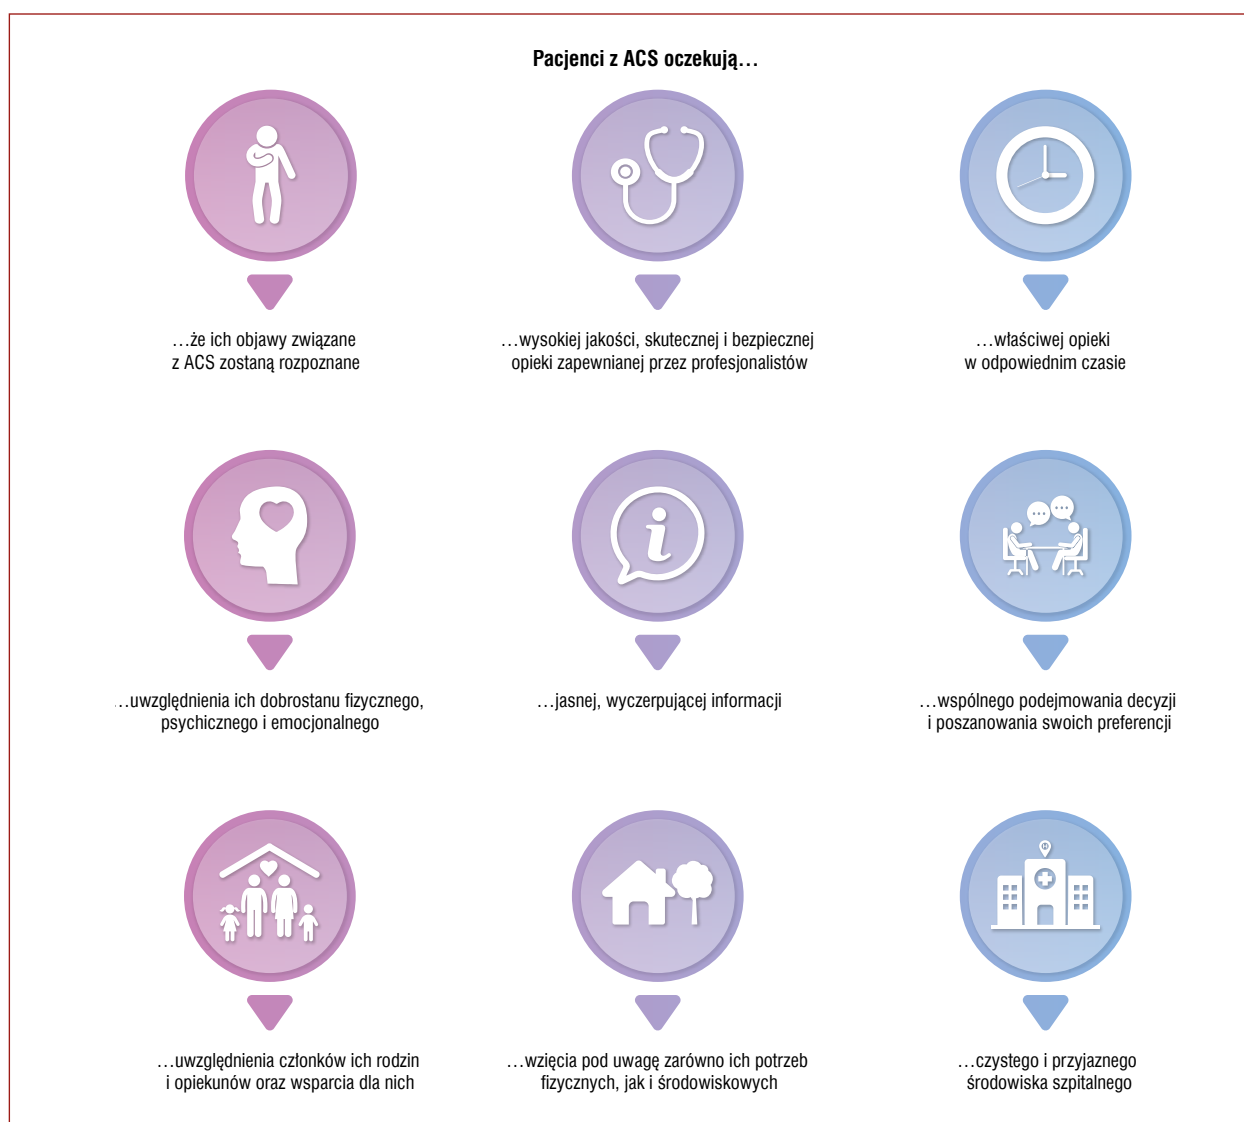 Pacjenci z ACS oczekują…
…że ich objawy związane
z ACS zostaną rozpoznane
…wysokiej jakości, skutecznej i bezpiecznej
opieki zapewnianej przez profesjonalistów
…właściwej opieki
w odpowiednim czasie
…uwzględnienia ich dobrostanu fizycznego,
psychicznego i emocjonalnego
…jasnej, wyczerpującej informacji
…wspólnego podejmowania decyzji
i poszanowania swoich preferencji
…uwzględnienia członków ich rodzin
i opiekunów oraz wsparcia dla nich
…wzięcia pod uwagę zarówno ich potrzeb
fizycznych, jak i środowiskowych
H
…czystego i przyjaznego
środowiska szpitalnego